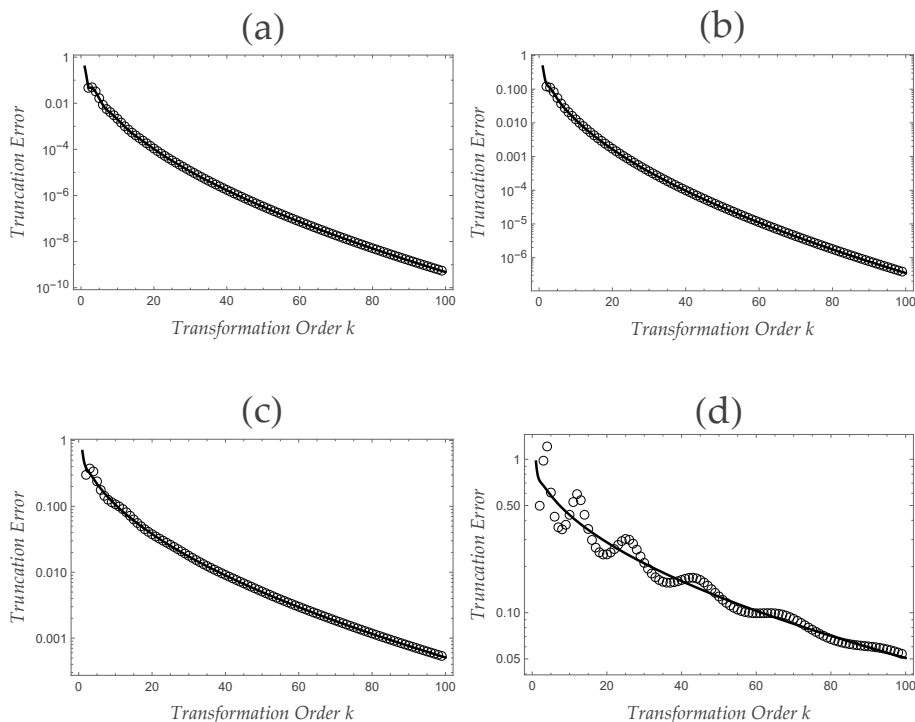 (a)
1
0.01
10⁻⁴
10⁻⁶
10⁻⁸
10⁻¹⁰
0 20 40 60 80 100
Truncation Error
Transformation Order k
(b)
1
0.100
0.010
0.001
10⁻⁴
10⁻⁵
10⁻⁶
0 20 40 60 80 100
Truncation Error
Transformation Order k
(c)
1
0.100
0.010
0.001
0 20 40 60 80 100
Truncation Error
Transformation Order k
(d)
1
0.50
0.10
0.05
0 20 40 60 80 100
Truncation Error
Transformation Order k